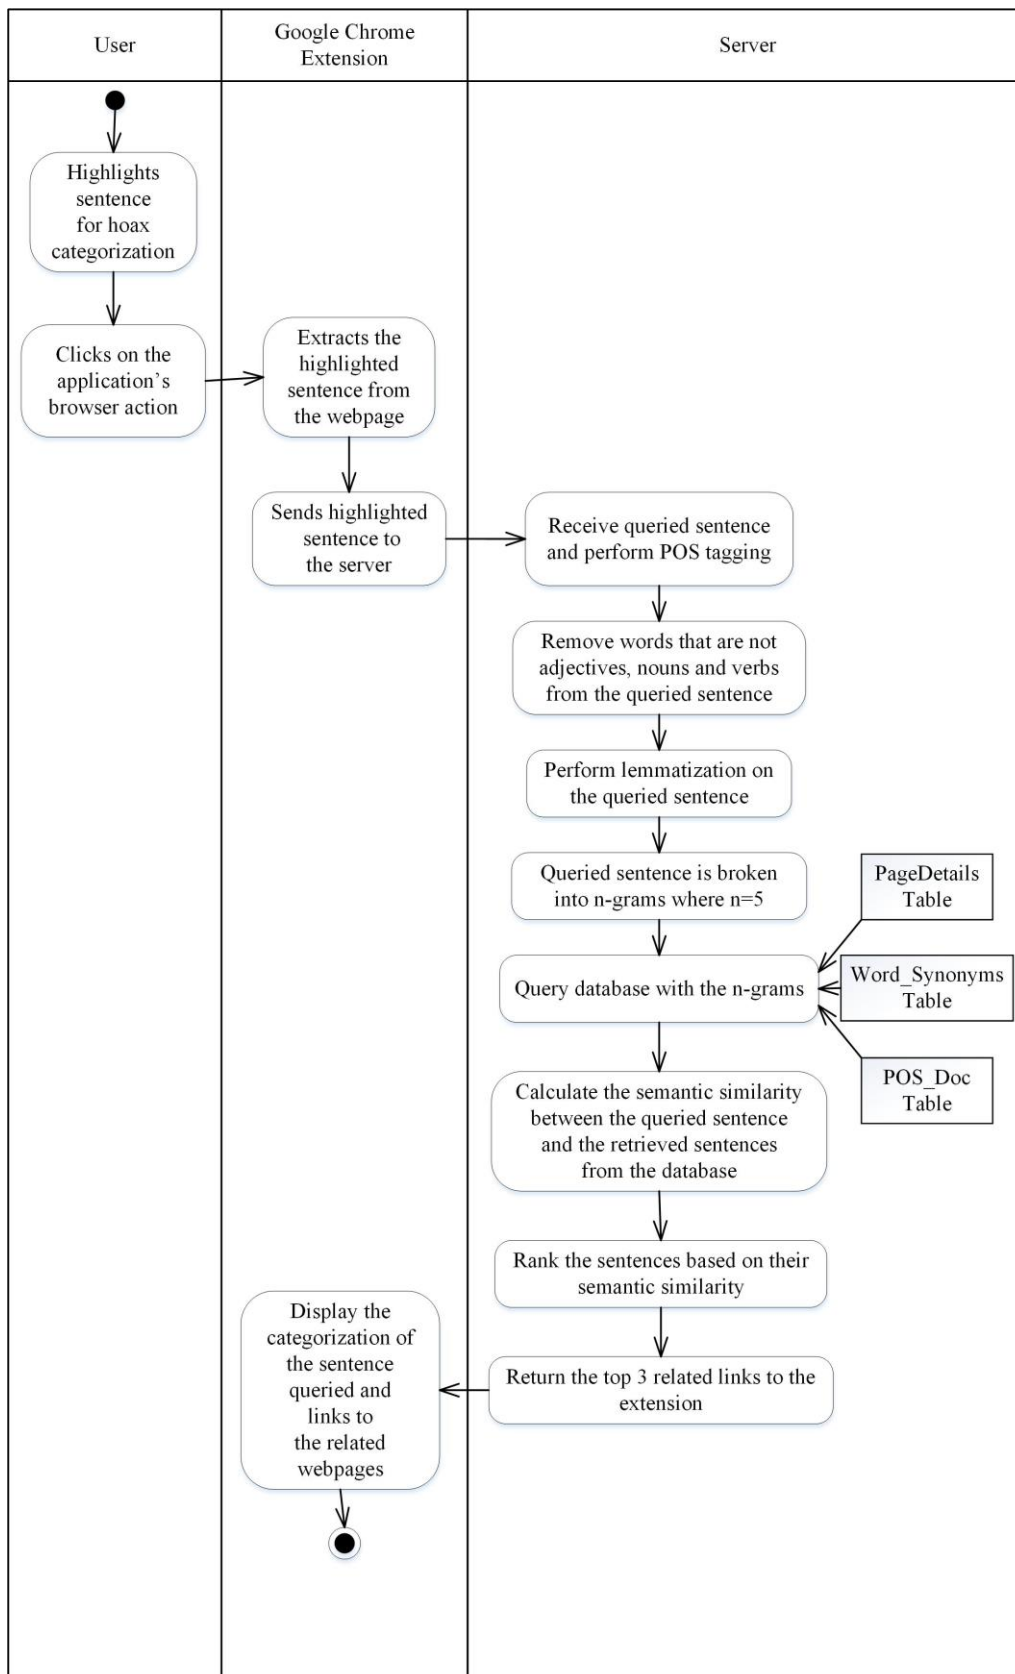 User
Google Chrome
Extension
Server
Highlights
sentence
for hoax
categorization
Clicks on the
application’s
browser action
Extracts the
highlighted
sentence from
the webpage
Sends highlighted
sentence to
the server
Receive queried sentence
and perform POS tagging
Remove words that are not
adjectives, nouns and verbs
from the queried sentence
Perform lemmatization on
the queried sentence
Queried sentence is broken
into n-grams where n=5
PageDetails
Table
Query database with the n-grams
Word_Synonyms
Table
POS_Doc
Table
Calculate the semantic similarity
between the queried sentence
and the retrieved sentences
from the database
Rank the sentences based on their
semantic similarity
Return the top 3 related links to the
extension
Display the
categorization of
the sentence
queried and
links to
the related
webpages